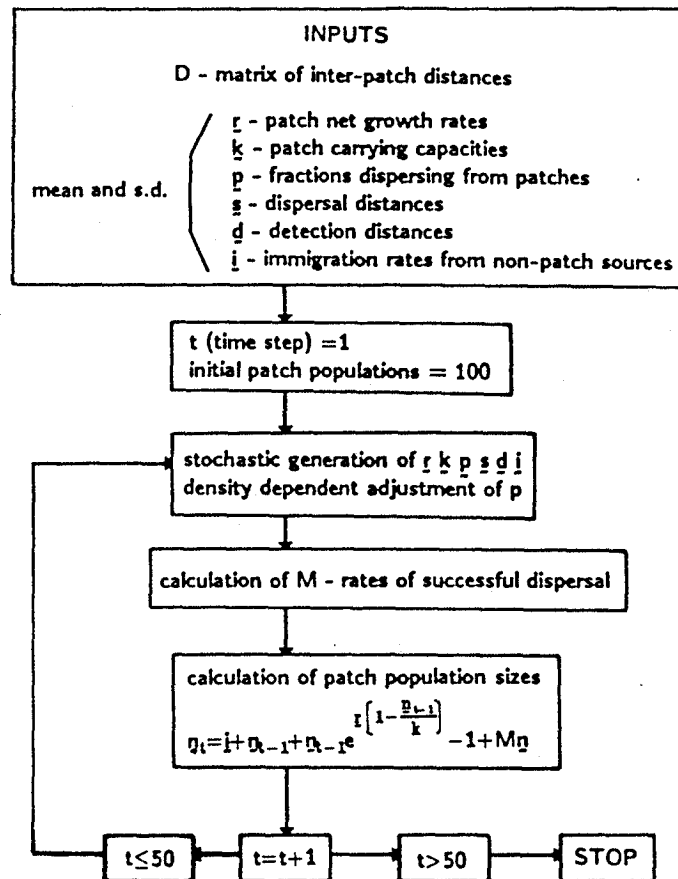 INPUTS
D - matrix of inter-patch distances
r - patch net growth rates
k - patch carrying capacities
mean and s.d.
p - fractions dispersing from patches
s - dispersal distances
d - detection distances
i - immigration rates from non-patch sources
t (time step) =1
initial patch populations = 100
stochastic generation of r k p s d i
density dependent adjustment of p
calculation of M - rates of successful dispersal
calculation of patch population sizes
n_t=i+n_{t-1}+n_{t-1}e^{r(1-\frac{n_{t-1}}{k})}-1+Mn
t≤50 t=t+1 t>50 STOP